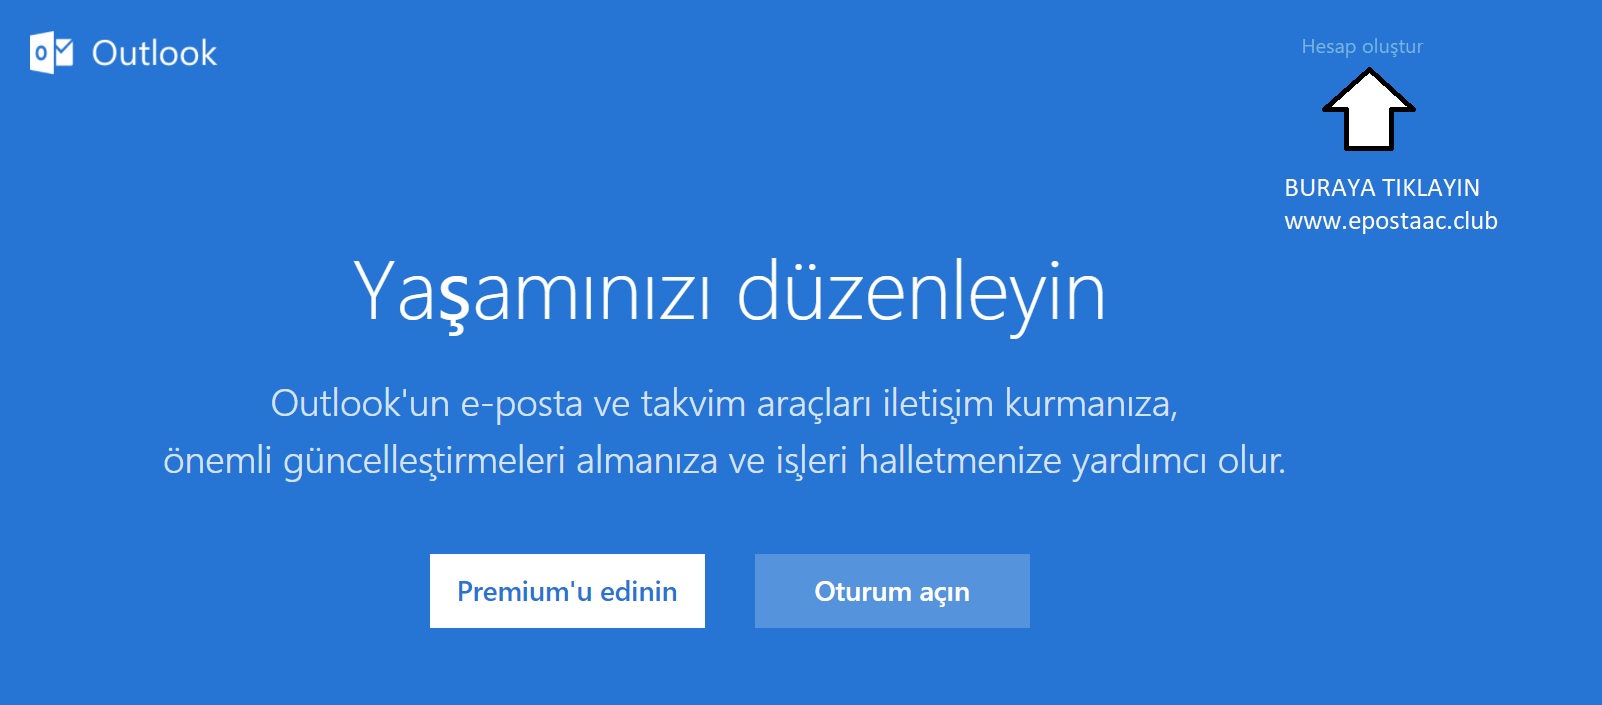 Outlook
Hesap oluştur
BURAYA TIKLAYIN
www.epostaac.club
Yaşamınızı düzenleyin
Outlook'un e-posta ve takvim araçları iletişim kurmanıza,
önemli güncelleştirmeleri almanıza ve işleri halletmenize yardımcı olur.
Premium'u edinin
Oturum açın